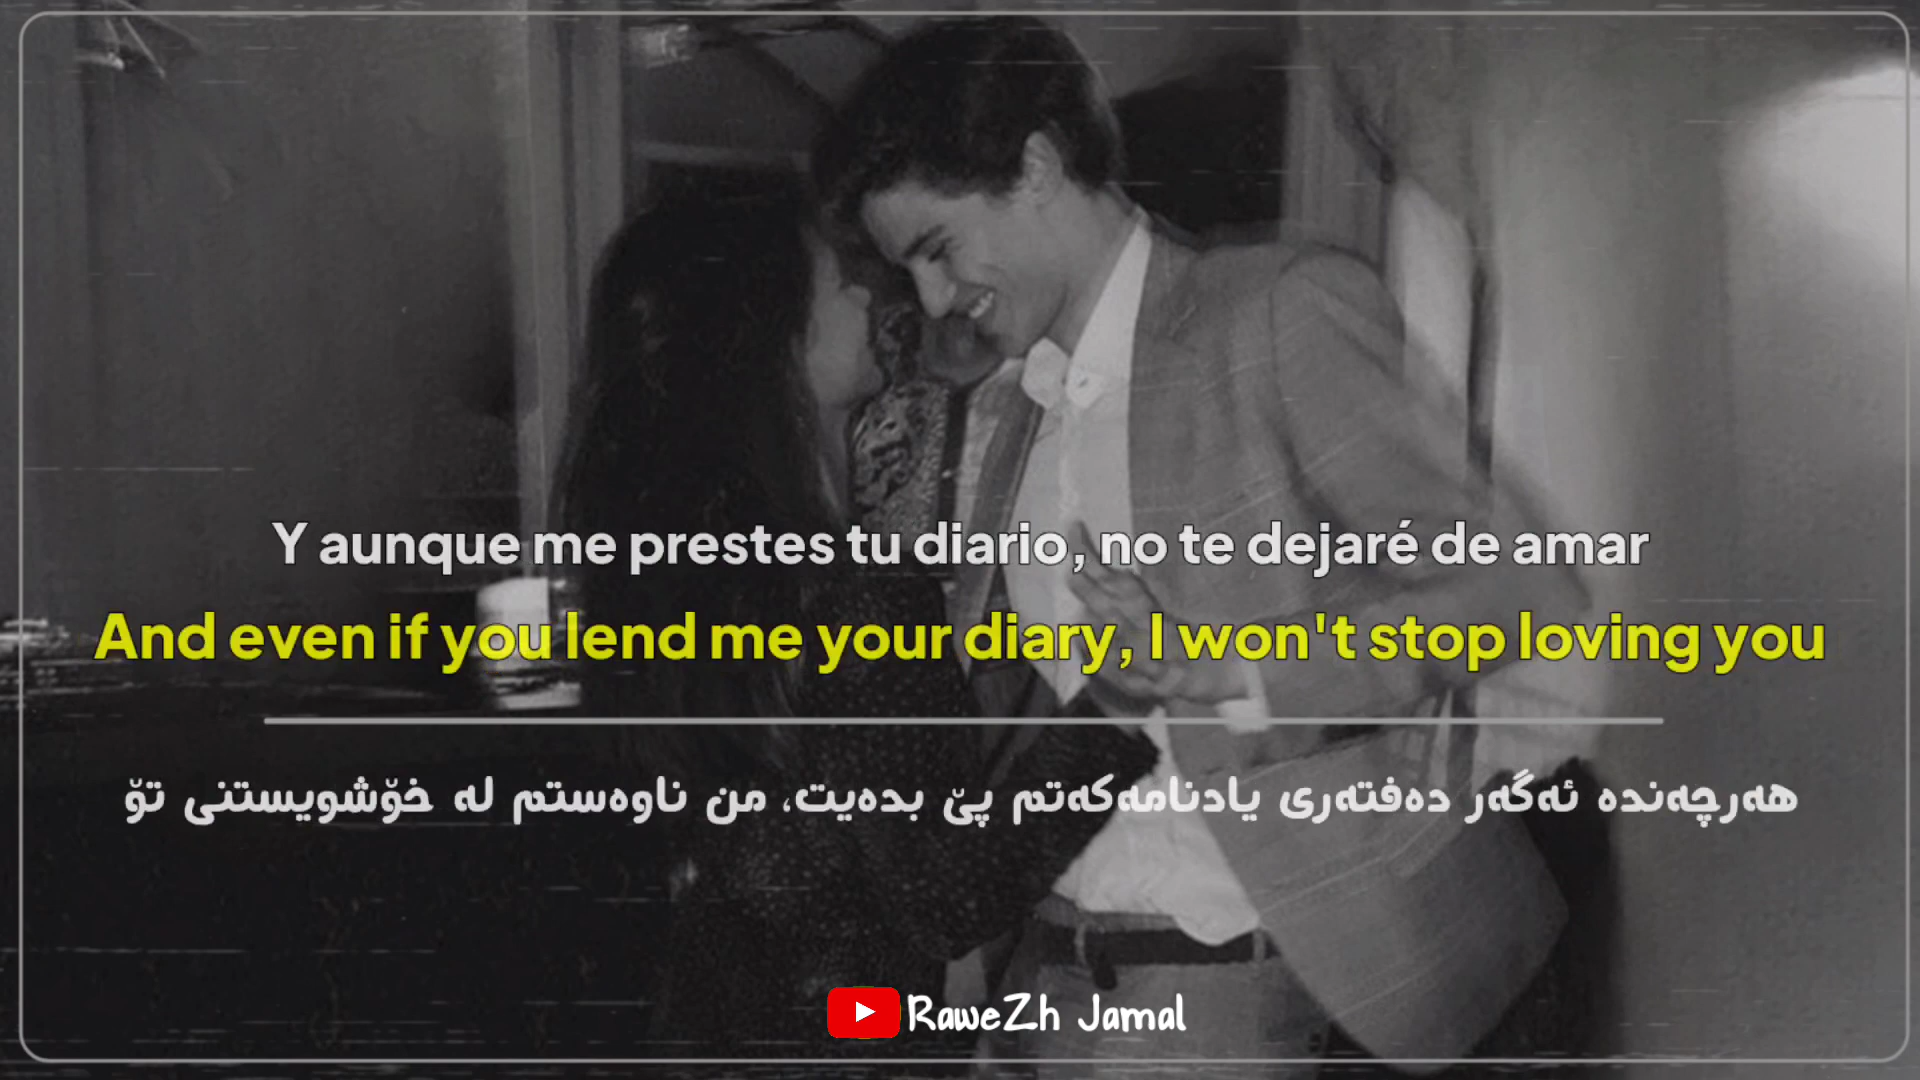 Y aunque me prestes tu diario, no te dejaré de amar
And even if you lend me your diary, I won't stop loving you
هەرچەندە ئەگەر دەفتەری یادنامەکەتم پێ بدەیت، من ناوەستم لە خۆشویستنی تۆ
RaweZh Jamal